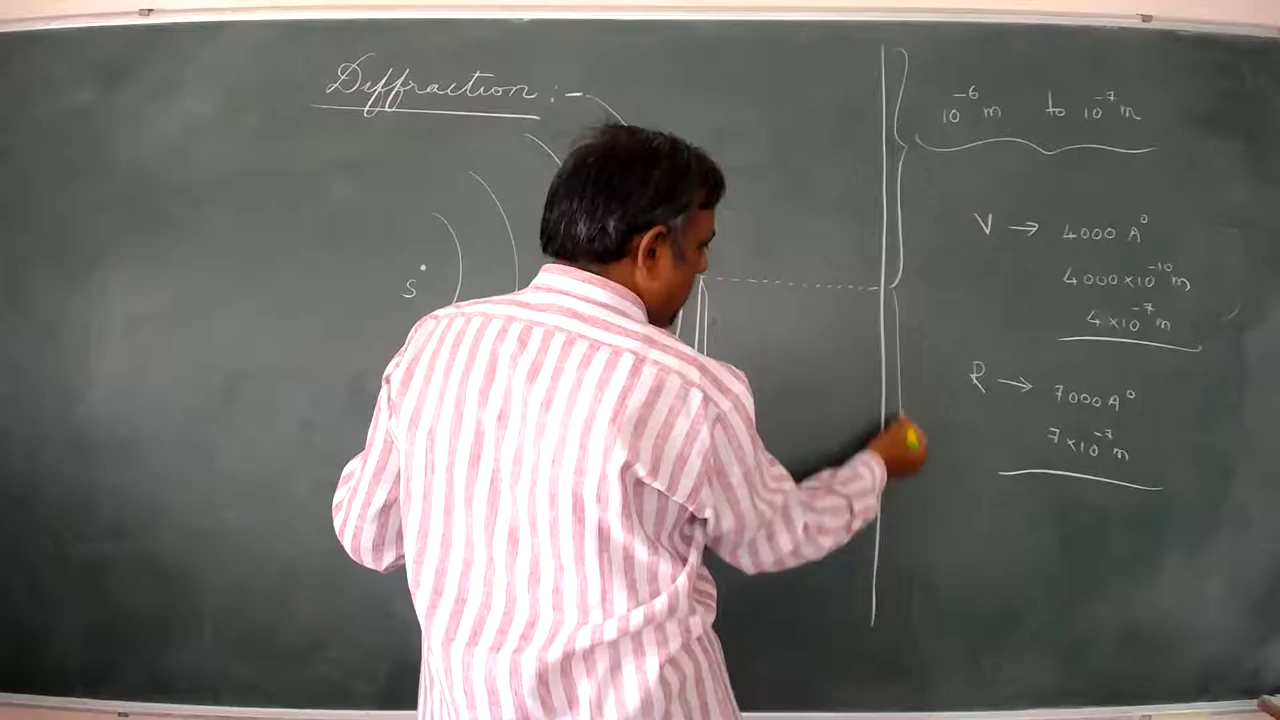 Diffraction :-
S
10⁻⁶ m to 10⁻⁷ m
V → 4000 A°
4000×10⁻¹⁰ m
4×10⁻⁷ m
R → 7000 A°
7×10⁻⁷ m